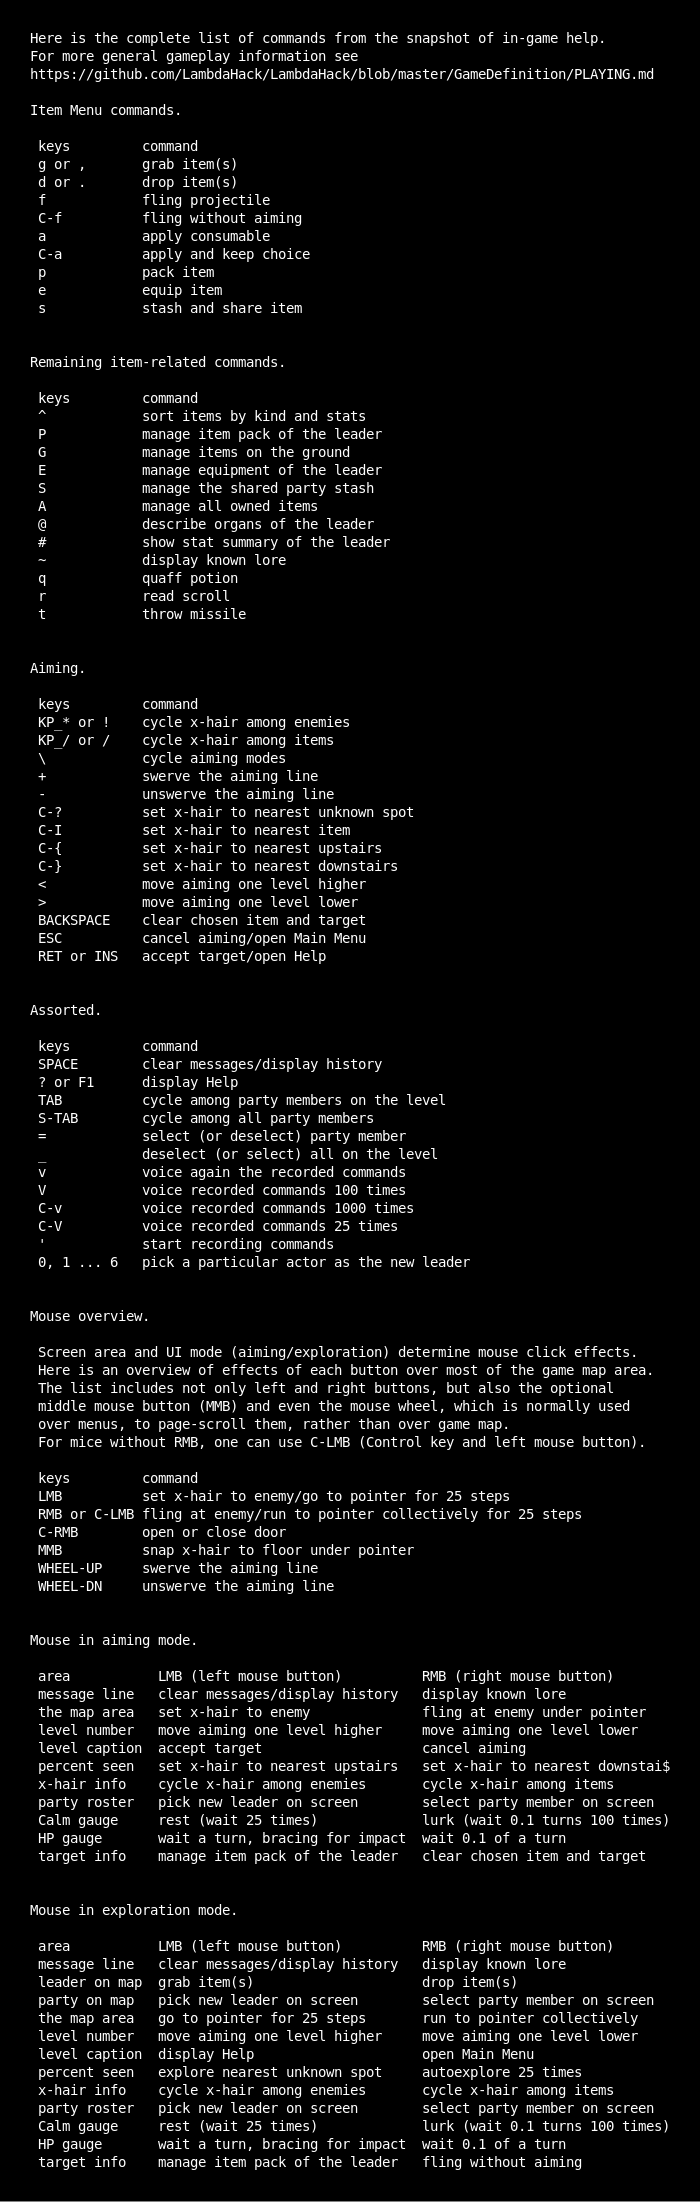 Here is the complete list of commands from the snapshot of in-game help.
For more general gameplay information see
https://github.com/LambdaHack/LambdaHack/blob/master/GameDefinition/PLAYING.md
Item Menu commands.
keys         command
g or ,       grab item(s)
d or .       drop item(s)
f            fling projectile
C-f          fling without aiming
a            apply consumable
C-a          apply and keep choice
p            pack item
e            equip item
s            stash and share item
Remaining item-related commands.
keys         command
^            sort items by kind and stats
P            manage item pack of the leader
G            manage items on the ground
E            manage equipment of the leader
S            manage the shared party stash
A            manage all owned items
@            describe organs of the leader
#            show stat summary of the leader
~            display known lore
q            quaff potion
r            read scroll
t            throw missile
Aiming.
keys         command
KP_* or !    cycle x-hair among enemies
KP_/ or /    cycle x-hair among items
\            cycle aiming modes
+            swerve the aiming line
-            unswerve the aiming line
C-?          set x-hair to nearest unknown spot
C-I          set x-hair to nearest item
C-{          set x-hair to nearest upstairs
C-}          set x-hair to nearest downstairs
<            move aiming one level higher
>            move aiming one level lower
BACKSPACE    clear chosen item and target
ESC          cancel aiming/open Main Menu
RET or INS   accept target/open Help
Assorted.
keys         command
SPACE        clear messages/display history
? or F1      display Help
TAB          cycle among party members on the level
S-TAB        cycle among all party members
=            select (or deselect) party member
_            deselect (or select) all on the level
v            voice again the recorded commands
V            voice recorded commands 100 times
C-v          voice recorded commands 1000 times
C-V          voice recorded commands 25 times
'            start recording commands
0, 1 ... 6   pick a particular actor as the new leader
Mouse overview.
Screen area and UI mode (aiming/exploration) determine mouse click effects.
Here is an overview of effects of each button over most of the game map area.
The list includes not only left and right buttons, but also the optional
middle mouse button (MMB) and even the mouse wheel, which is normally used
over menus, to page-scroll them, rather than over game map.
For mice without RMB, one can use C-LMB (Control key and left mouse button).
keys         command
LMB          set x-hair to enemy/go to pointer for 25 steps
RMB or C-LMB fling at enemy/run to pointer collectively for 25 steps
C-RMB        open or close door
MMB          snap x-hair to floor under pointer
WHEEL-UP     swerve the aiming line
WHEEL-DN     unswerve the aiming line
Mouse in aiming mode.
area           LMB (left mouse button)          RMB (right mouse button)
message line   clear messages/display history   display known lore
the map area   set x-hair to enemy              fling at enemy under pointer
level number   move aiming one level higher     move aiming one level lower
level caption  accept target                    cancel aiming
percent seen   set x-hair to nearest upstairs   set x-hair to nearest downstai$
x-hair info    cycle x-hair among enemies       cycle x-hair among items
party roster   pick new leader on screen        select party member on screen
Calm gauge     rest (wait 25 times)             lurk (wait 0.1 turns 100 times)
HP gauge       wait a turn, bracing for impact  wait 0.1 of a turn
target info    manage item pack of the leader   clear chosen item and target
Mouse in exploration mode.
area           LMB (left mouse button)          RMB (right mouse button)
message line   clear messages/display history   display known lore
leader on map  grab item(s)                     drop item(s)
party on map   pick new leader on screen        select party member on screen
the map area   go to pointer for 25 steps       run to pointer collectively
level number   move aiming one level higher     move aiming one level lower
level caption  display Help                     open Main Menu
percent seen   explore nearest unknown spot     autoexplore 25 times
x-hair info    cycle x-hair among enemies       cycle x-hair among items
party roster   pick new leader on screen        select party member on screen
Calm gauge     rest (wait 25 times)             lurk (wait 0.1 turns 100 times)
HP gauge       wait a turn, bracing for impact  wait 0.1 of a turn
target info    manage item pack of the leader   fling without aiming